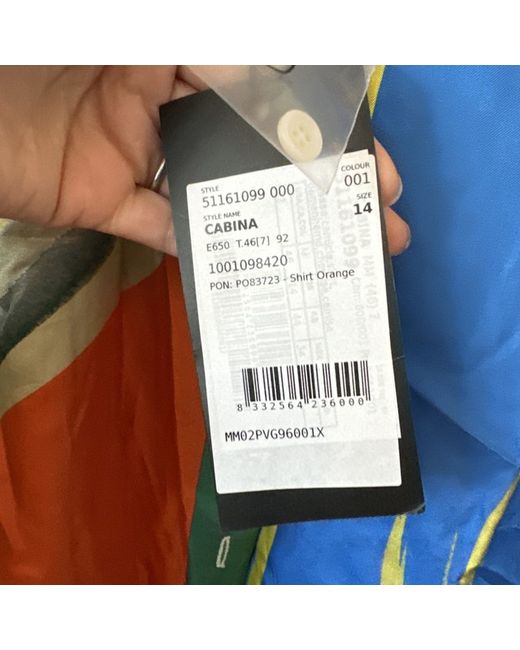 STYLE
51161099 000
COLOUR
001
STYLE NAME
CABINA
SIZE
14
E650 T.46[7] 92
1001098420
PON: PO83723 - Shirt Orange
8 332564 236000
MM02PVG96001X